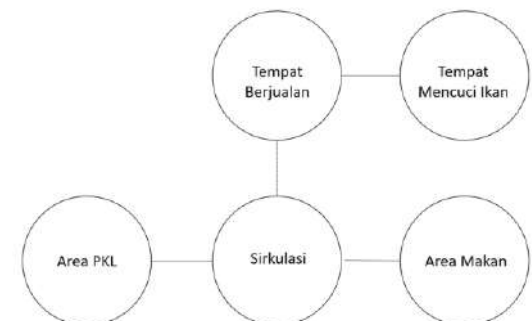 Tempat
Berjualan
Tempat
Mencuci Ikan
Area PKL
Sirkulasi
Area Makan